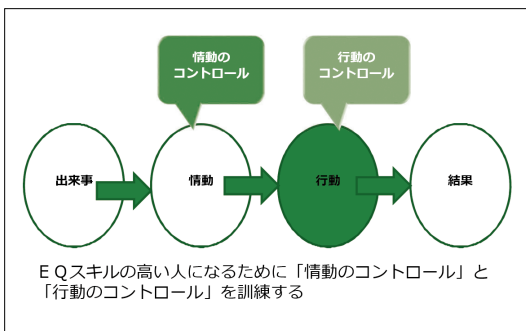 情動の
コントロール
行動の
コントロール
出来事
情動
行動
結果
ＥＱスキルの高い人になるために「情動のコントロール」と
「行動のコントロール」を訓練する